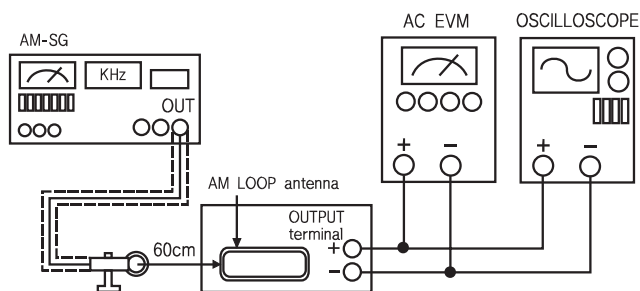 AC EVM
OSCILLOSCOPE
AM-SG
KHz
OUT
+
−
+
−
AM LOOP antenna
60cm
OUTPUT
terminal
+
−